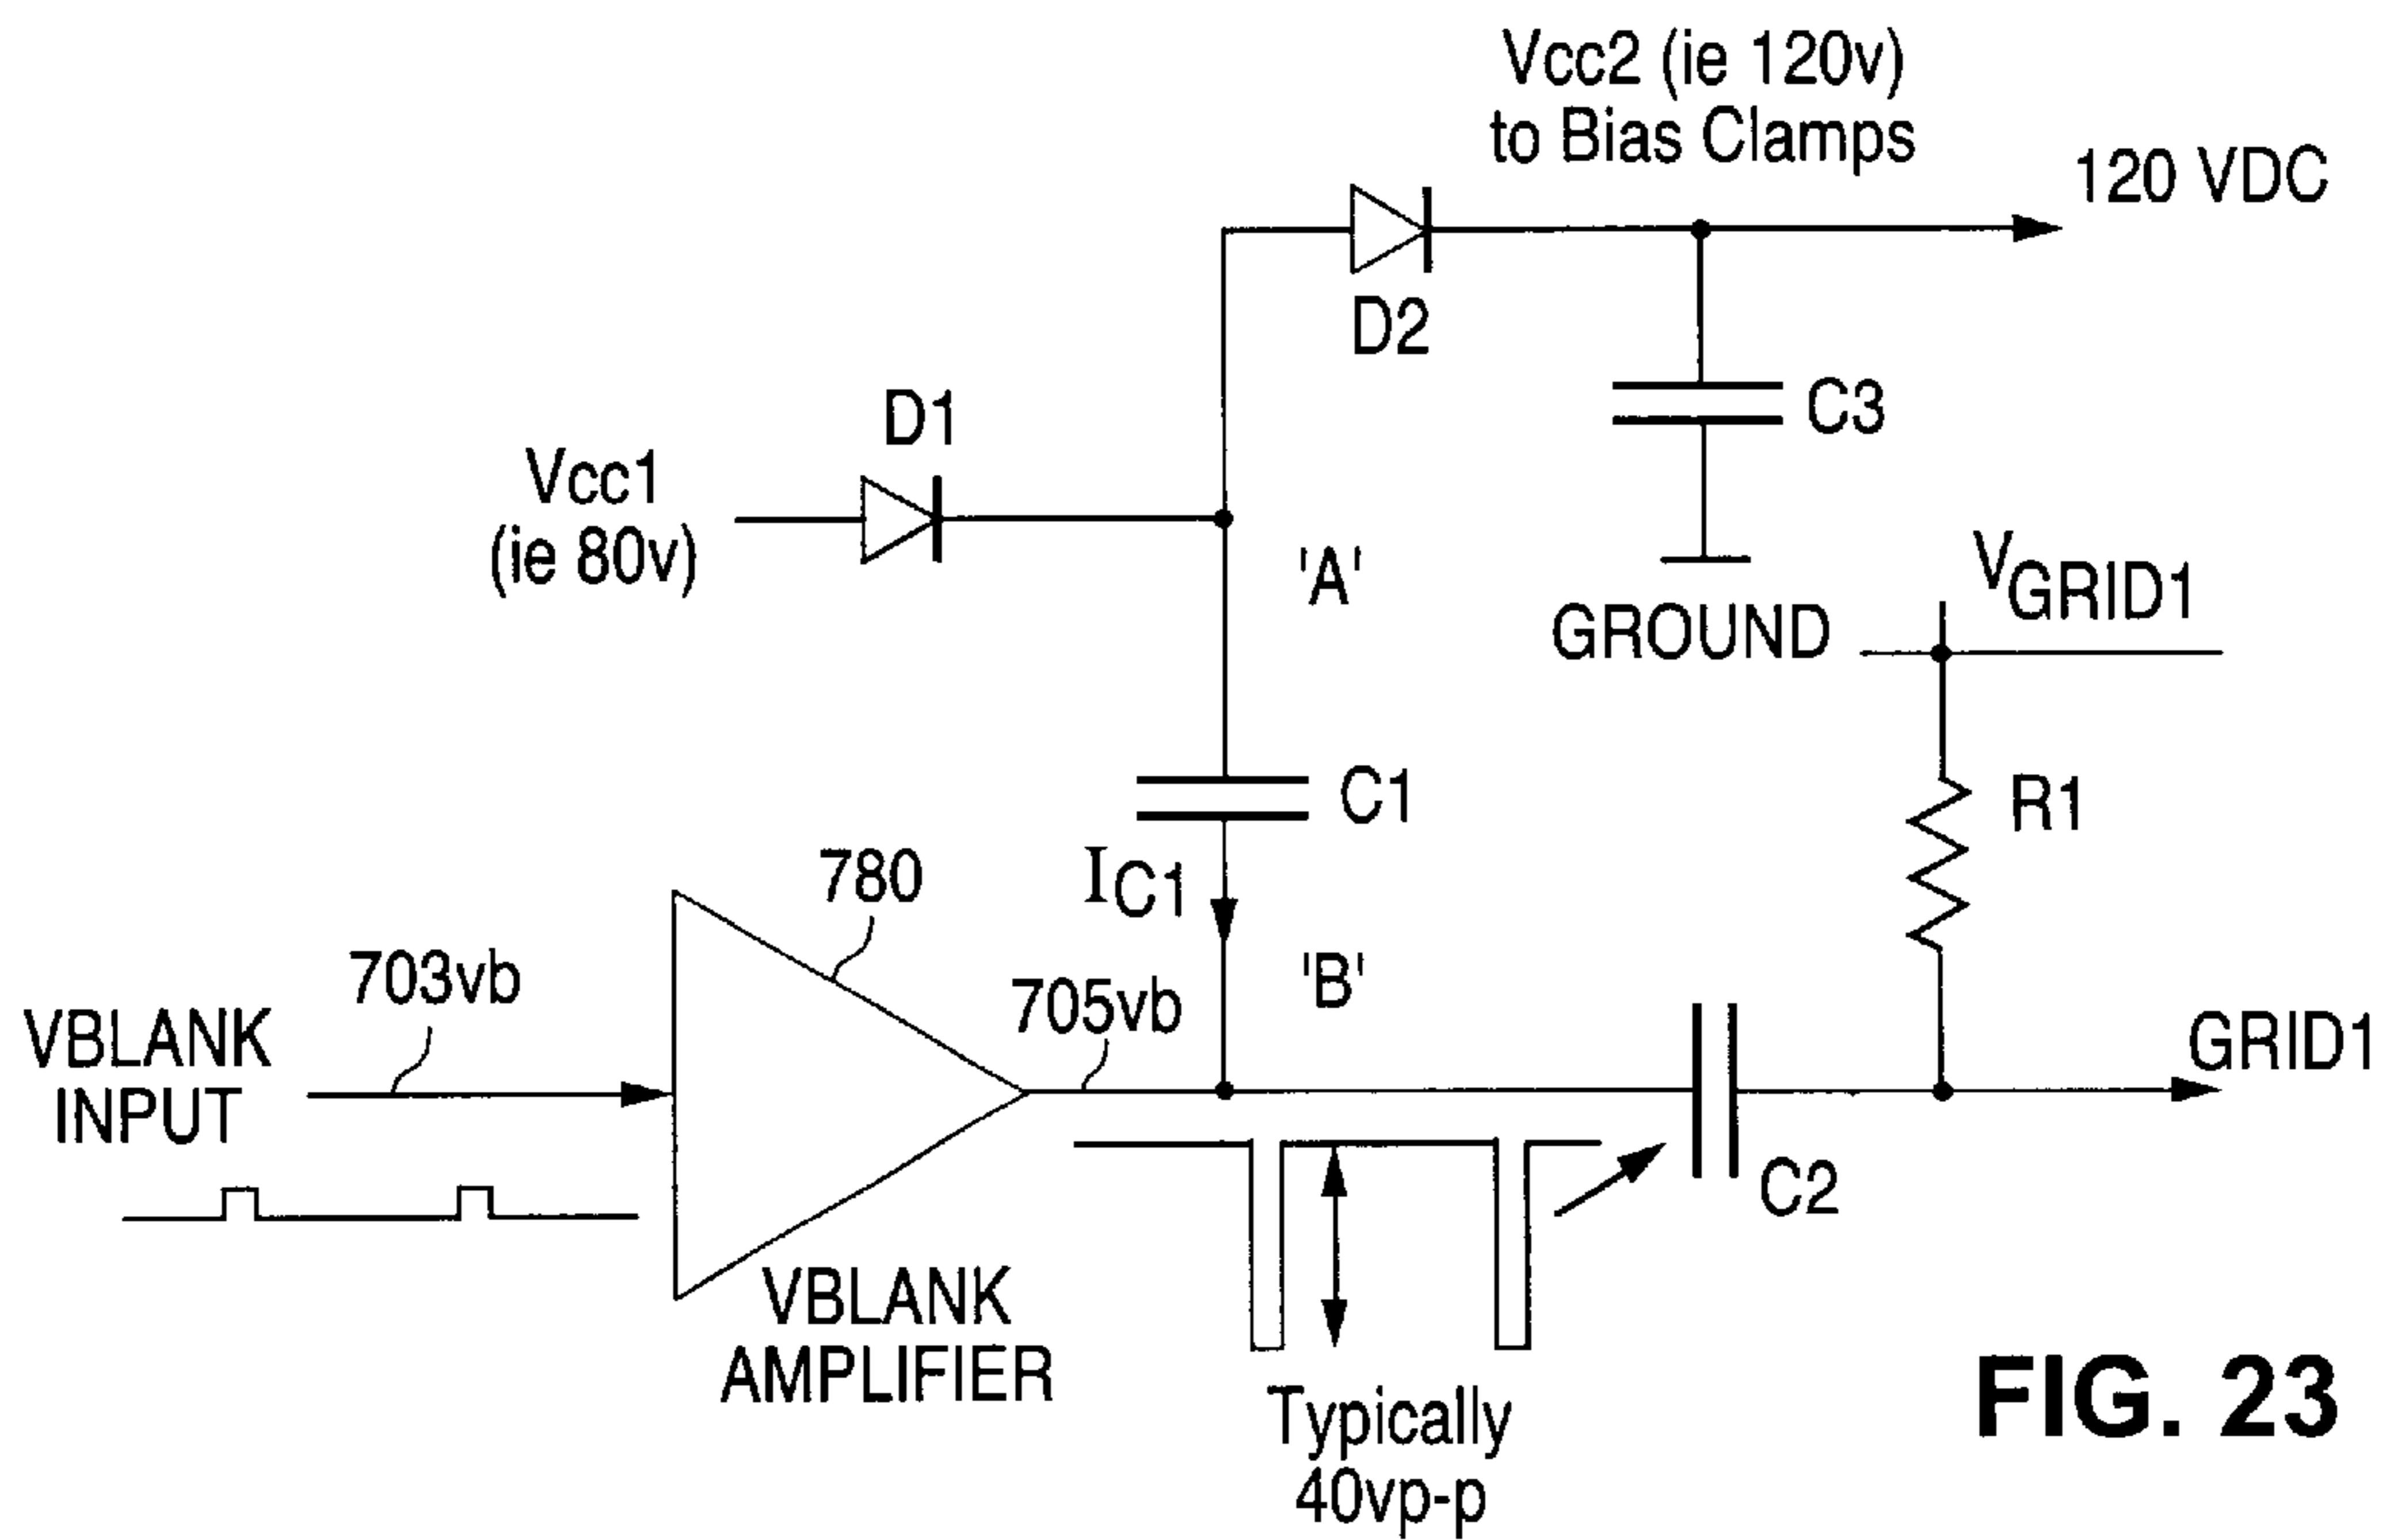 Vcc2 (ie 120v)
to Bias Clamps
120 VDC
D2
D1
C3
Vcc1
(ie 80v)
'A'
GROUND
VGRID1
C1
R1
780
IC1
703vb
705vb
'B'
VBLANK
INPUT
GRID1
C2
VBLANK
AMPLIFIER
Typically
40vp-p
FIG. 23